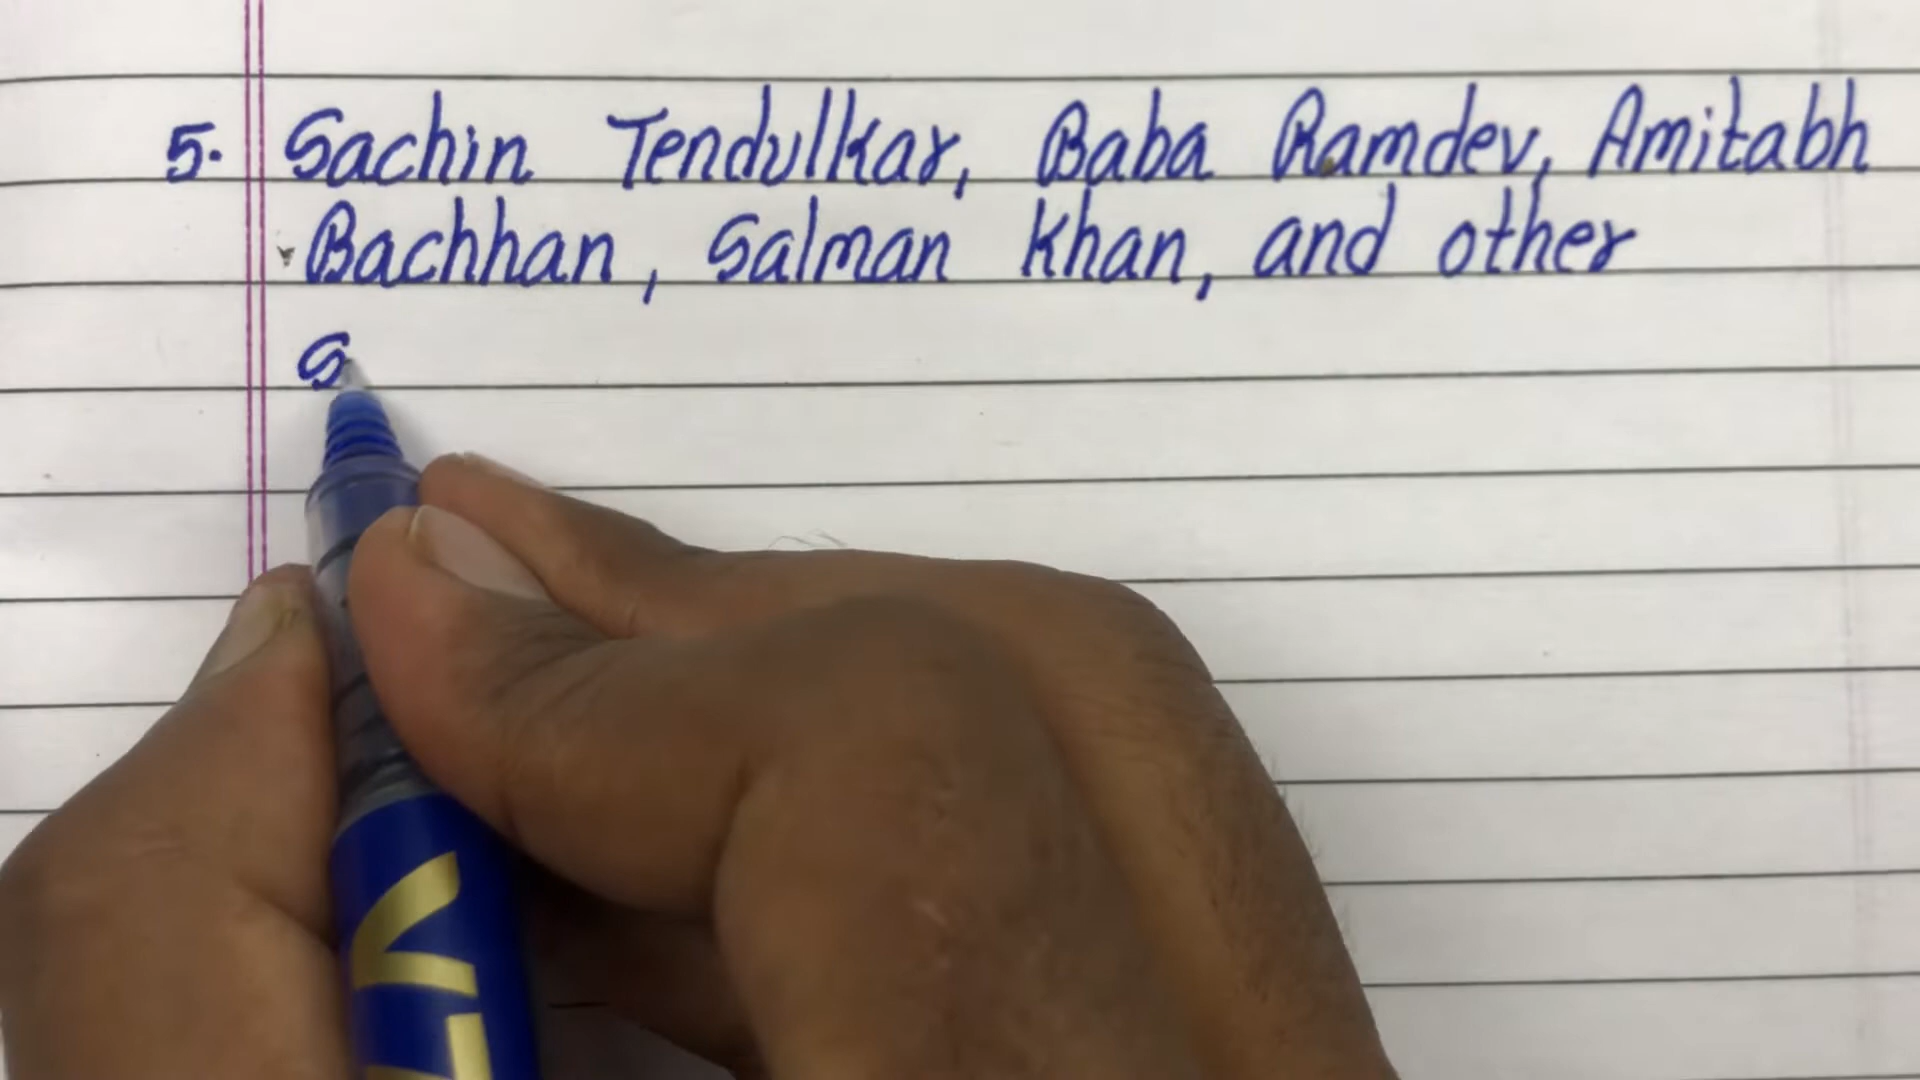 5. Sachin Tendulkar, Baba Ramdev, Amitabh
Bachhan, Salman Khan, and other
S